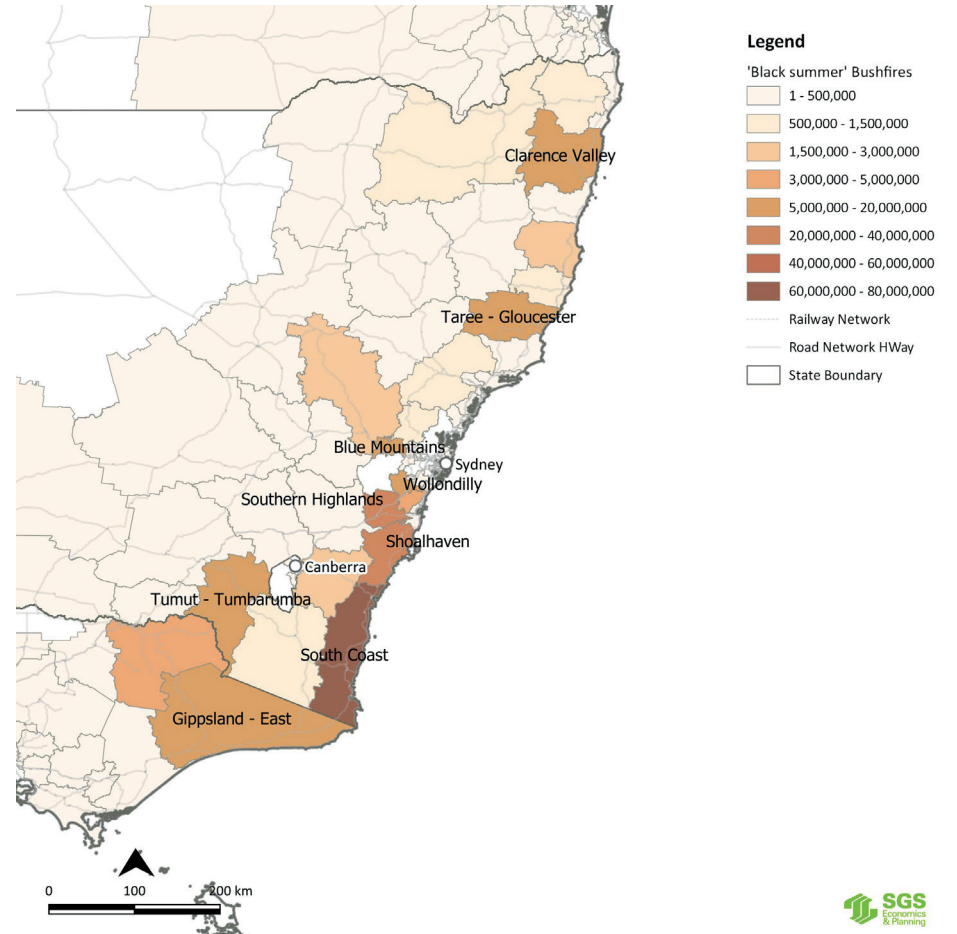 Legend
'Black summer' Bushfires
1 - 500,000
500,000 - 1,500,000
1,500,000 - 3,000,000
3,000,000 - 5,000,000
5,000,000 - 20,000,000
20,000,000 - 40,000,000
40,000,000 - 60,000,000
60,000,000 - 80,000,000
Railway Network
Road Network HWay
State Boundary
Clarence Valley
Taree - Gloucester
Blue Mountains
Sydney
Wollondilly
Southern Highlands
Shoalhaven
Canberra
Tumut - Tumbarumba
South Coast
Gippsland - East
0 100 200 km
SGS
Economics
& Planning